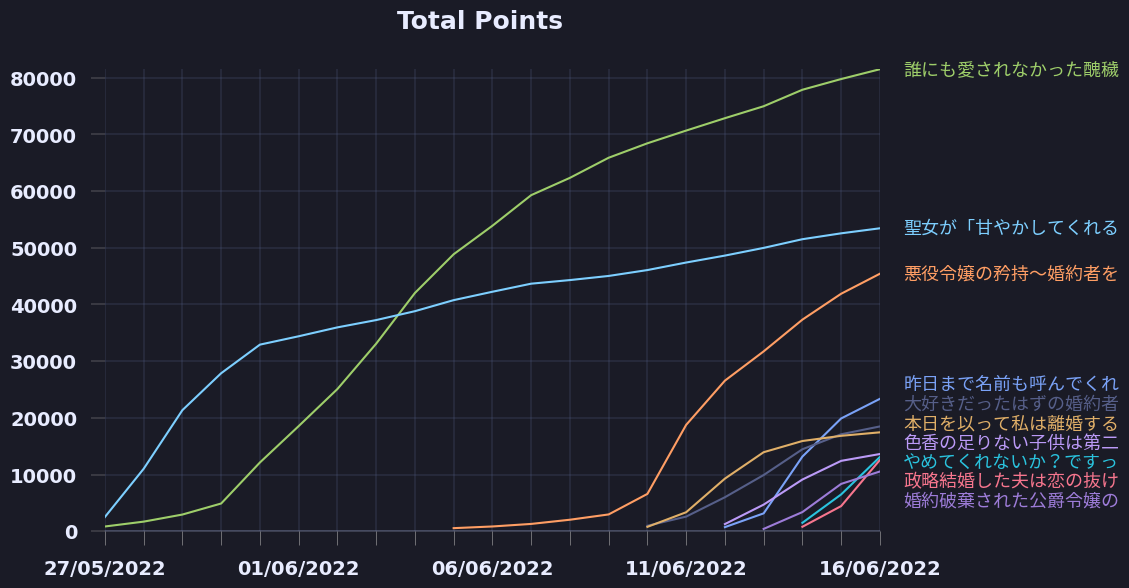 Total Points
80000
70000
60000
50000
40000
30000
20000
10000
0
27/05/2022
01/06/2022
06/06/2022
11/06/2022
16/06/2022
誰にも愛されなかった醜穢
聖女が「甘やかしてくれる
悪役令嬢の矜持〜婚約者を
昨日まで名前も呼んでくれ
大好きだったはずの婚約者
本日を以って私は離婚する
色香の足りない子供は第二
やめてくれないか？ですっ
政略結婚した夫は恋の抜け
婚約破棄された公爵令嬢の